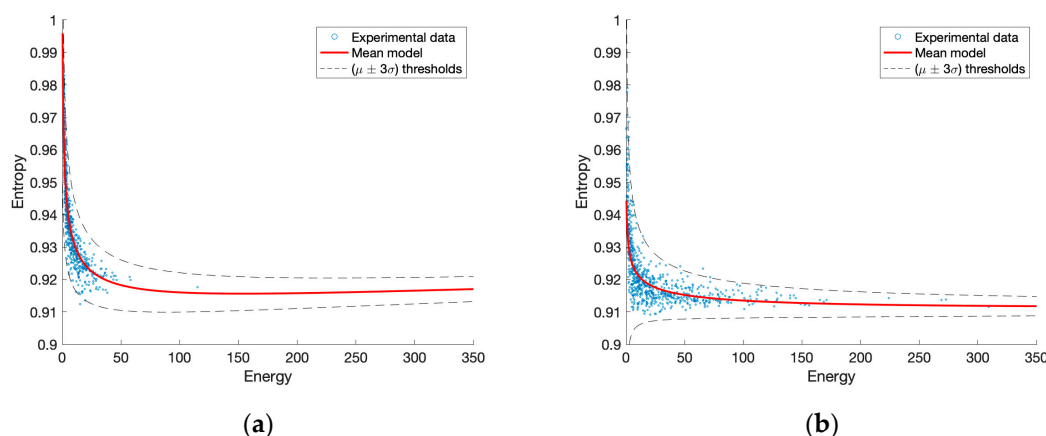 1
0.99
0.98
0.97
0.96
0.95
0.94
0.93
0.92
0.91
0.9
Entropy
0 50 100 150 200 250 300 350
Energy
Experimental data
Mean model
(μ ± 3σ) thresholds
(a)
1
0.99
0.98
0.97
0.96
0.95
0.94
0.93
0.92
0.91
0.9
Entropy
0 50 100 150 200 250 300 350
Energy
Experimental data
Mean model
(μ ± 3σ) thresholds
(b)